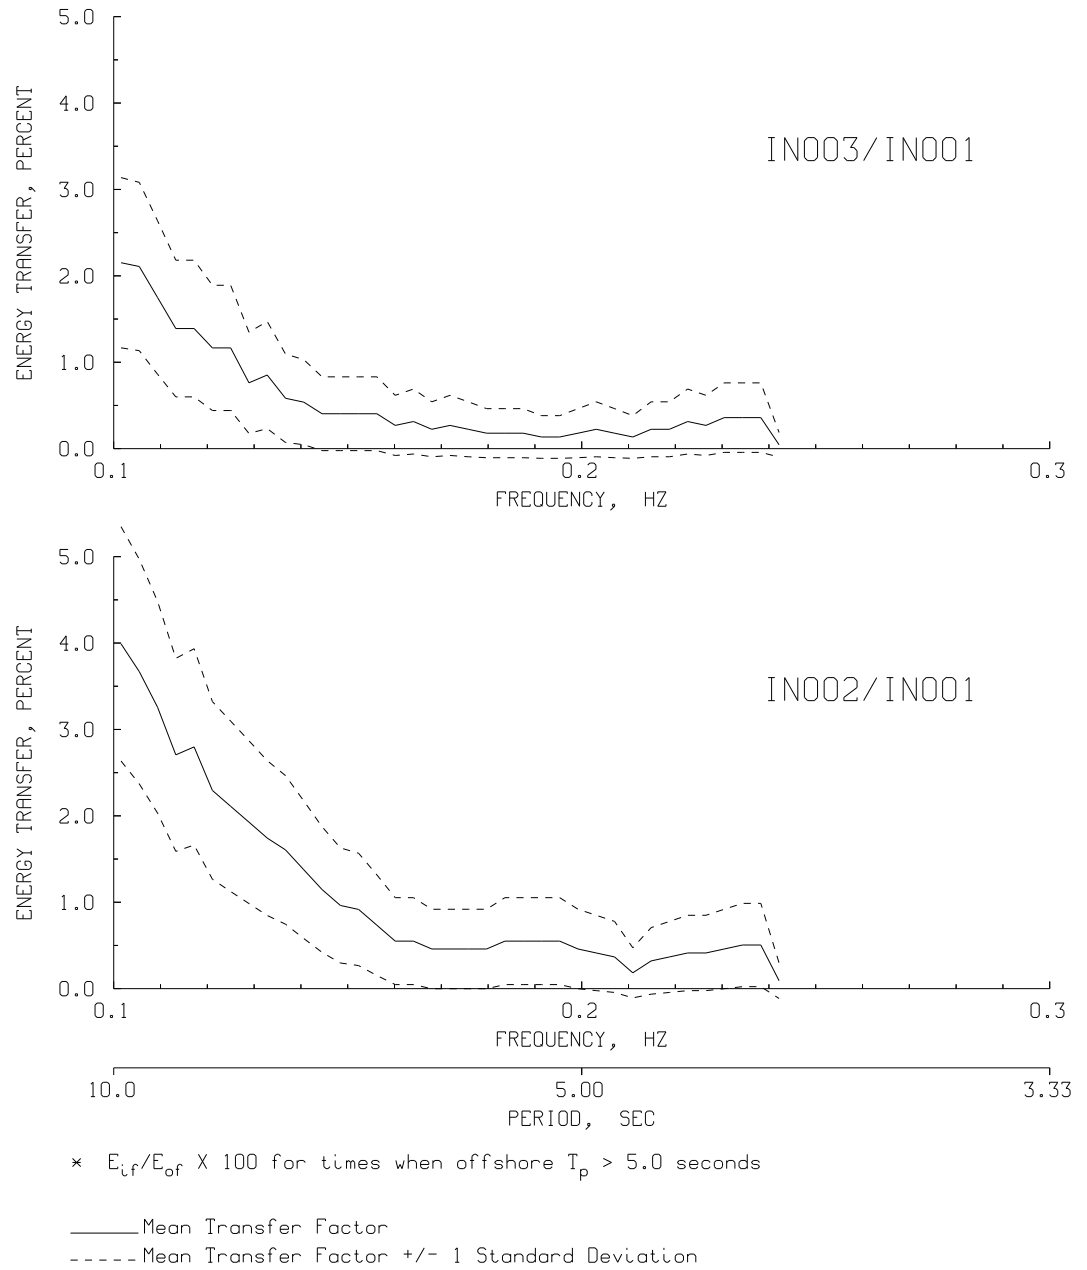 5.0
4.0
3.0
2.0
1.0
0.0
ENERGY TRANSFER, PERCENT
IN003/IN001
0.1 0.2 0.3
FREQUENCY, HZ
5.0
4.0
3.0
2.0
1.0
0.0
ENERGY TRANSFER, PERCENT
IN002/IN001
0.1 0.2 0.3
FREQUENCY, HZ
10.0 5.00 3.33
PERIOD, SEC
* Eif/Eof X 100 for times when offshore Tp > 5.0 seconds
Mean Transfer Factor
Mean Transfer Factor +/- 1 Standard Deviation